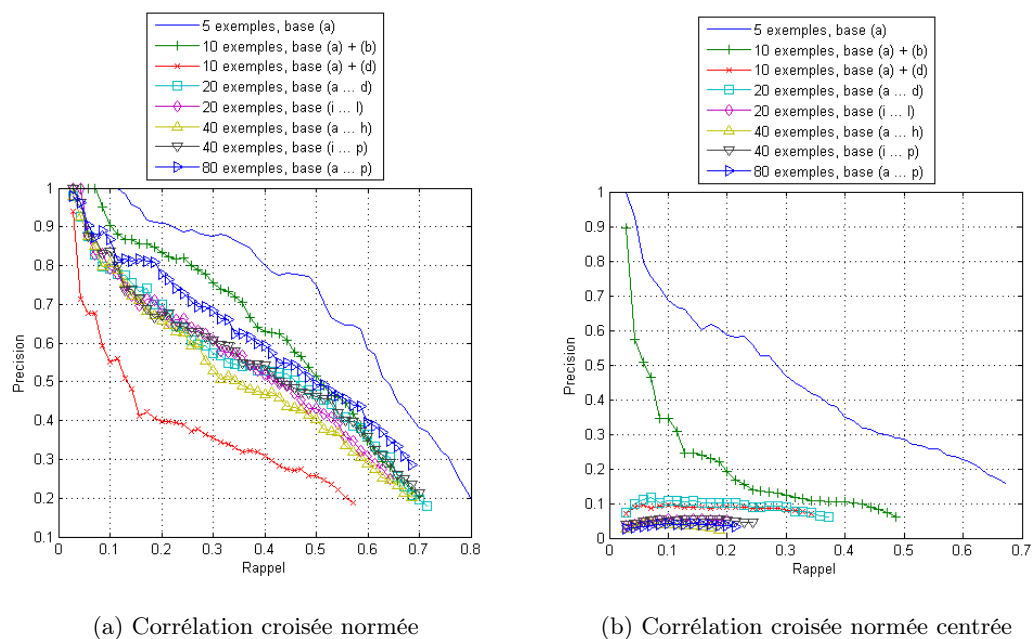 5 exemples, base (a)
10 exemples, base (a) + (b)
10 exemples, base (a) + (d)
20 exemples, base (a ... d)
20 exemples, base (i ... l)
40 exemples, base (a ... h)
40 exemples, base (i ... p)
80 exemples, base (a ... p)
1
0.9
0.8
0.7
0.6
0.5
0.4
0.3
0.2
0.1
Precision
0 0.1 0.2 0.3 0.4 0.5 0.6 0.7 0.8
Rappel
(a) Corrélation croisée normée
5 exemples, base (a)
10 exemples, base (a) + (b)
10 exemples, base (a) + (d)
20 exemples, base (a ... d)
20 exemples, base (i ... l)
40 exemples, base (a ... h)
40 exemples, base (i ... p)
80 exemples, base (a ... p)
1
0.9
0.8
0.7
0.6
0.5
0.4
0.3
0.2
0.1
0
Precision
0 0.1 0.2 0.3 0.4 0.5 0.6 0.7
Rappel
(b) Corrélation croisée normée centrée